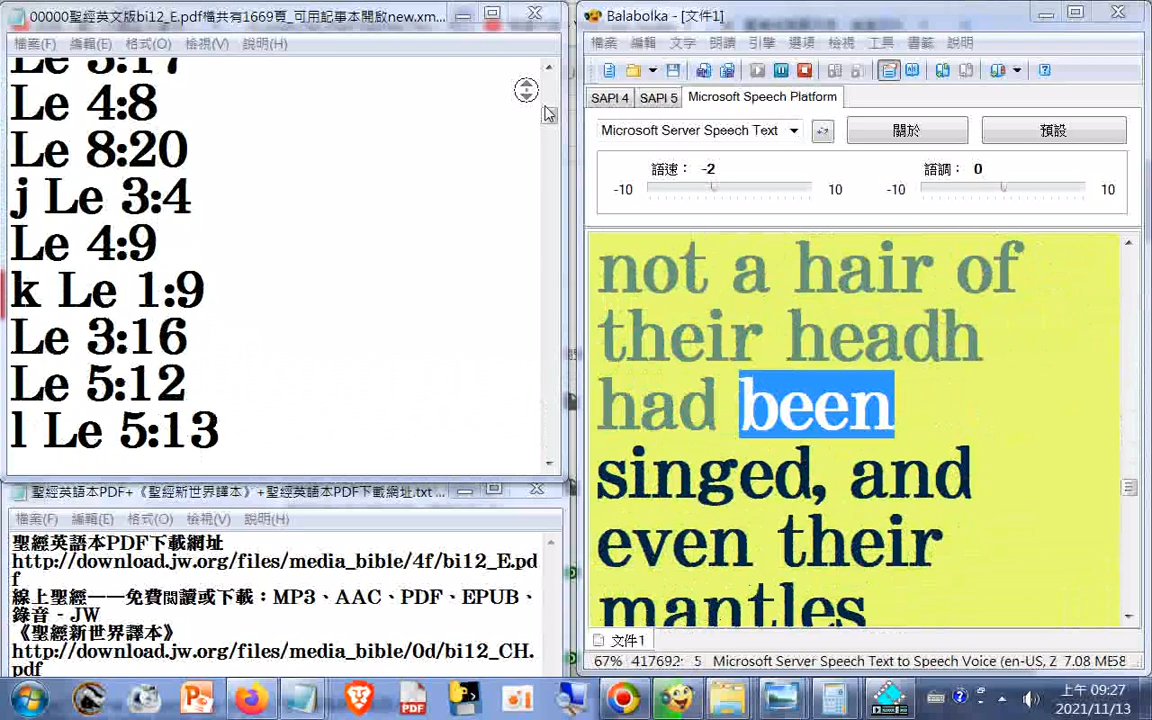 00000聖經英文版bi12_E.pdf檔共有1669頁_可用記事本開啟new.xm...
檔案(F) 編輯(E) 格式(O) 檢視(V) 說明(H)
Le 3:17
Le 4:8
Le 8:20
j Le 3:4
Le 4:9
k Le 1:9
Le 3:16
Le 5:12
l Le 5:13
聖經英語本PDF+《聖經新世界譯本》+聖經英語本PDF下載網址.txt ...
檔案(F) 編輯(E) 格式(O) 檢視(V) 說明(H)
聖經英語本PDF下載網址
http://download.jw.org/files/media_bible/4f/bi12_E.pd
f
線上聖經——免費閱讀或下載：MP3、AAC、PDF、EPUB、
錄音 - JW
《聖經新世界譯本》
http://download.jw.org/files/media_bible/0d/bi12_CH.
pdf
Balabolka - [文件1]
檔案 編輯 文字 朗讀 引擎 選項 檢視 工具 書籤 說明
SAPI 4 SAPI 5 Microsoft Speech Platform
Microsoft Server Speech Text 關於 預設
語速： -2 語調： 0
-10 10 -10 10
not a hair of
their headh
had been
singed, and
even their
mantles
文件1
67% 417692: 5 Microsoft Server Speech Text to Speech Voice (en-US, Z 7.08 ME58
上午 09:27
2021/11/13